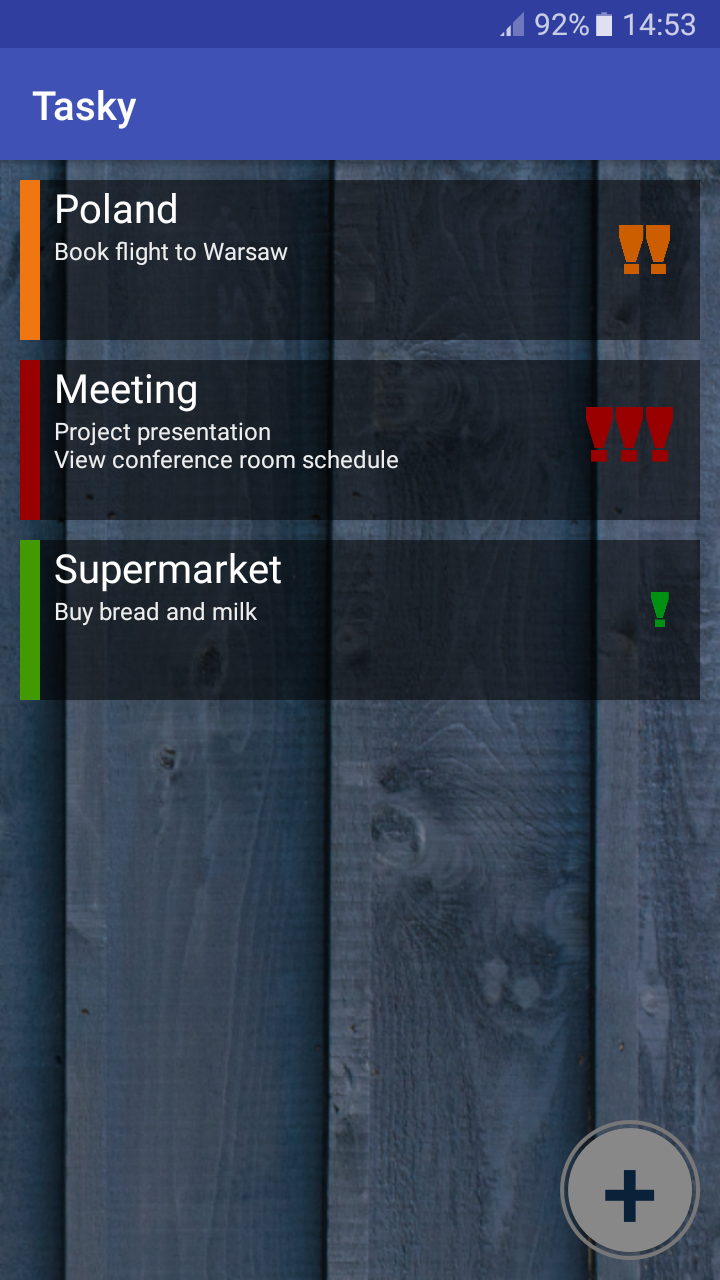 92% 14:53
Tasky
Poland
Book flight to Warsaw
!!
Meeting
Project presentation
View conference room schedule
!!!
Supermarket
Buy bread and milk
!
+